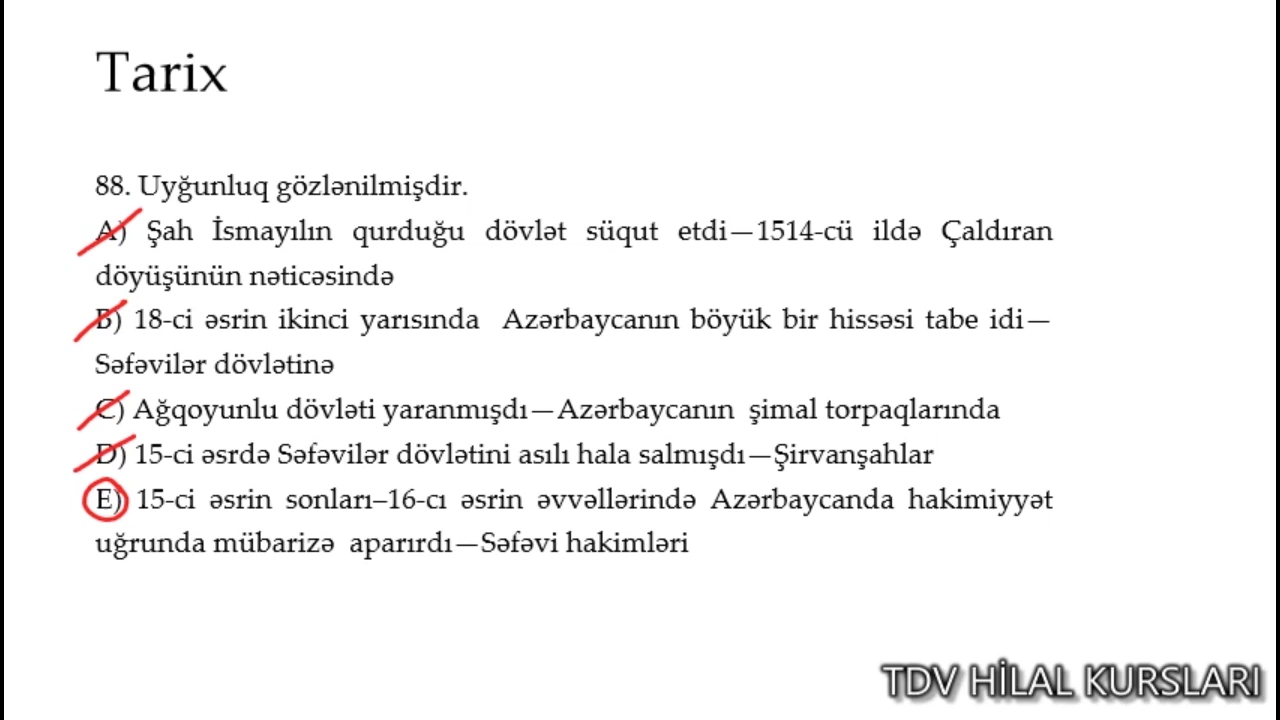 Tarix
88. Uyğunluq gözlənilmişdir.
A) Şah İsmayılın qurduğu dövlət süqut etdi—1514-cü ildə Çaldıran
döyüşünün nəticəsində
B) 18-ci əsrin ikinci yarısında Azərbaycanın böyük bir hissəsi tabe idi—
Səfəvilər dövlətinə
C) Ağqoyunlu dövləti yaranmışdı—Azərbaycanın şimal torpaqlarında
D) 15-ci əsrdə Səfəvilər dövlətini asılı hala salmışdı—Şirvanşahlar
E) 15-ci əsrin sonları–16-cı əsrin əvvəllərində Azərbaycanda hakimiyyət
uğrunda mübarizə aparırdı—Səfəvi hakimləri
TDV HİLAL KURSLARI